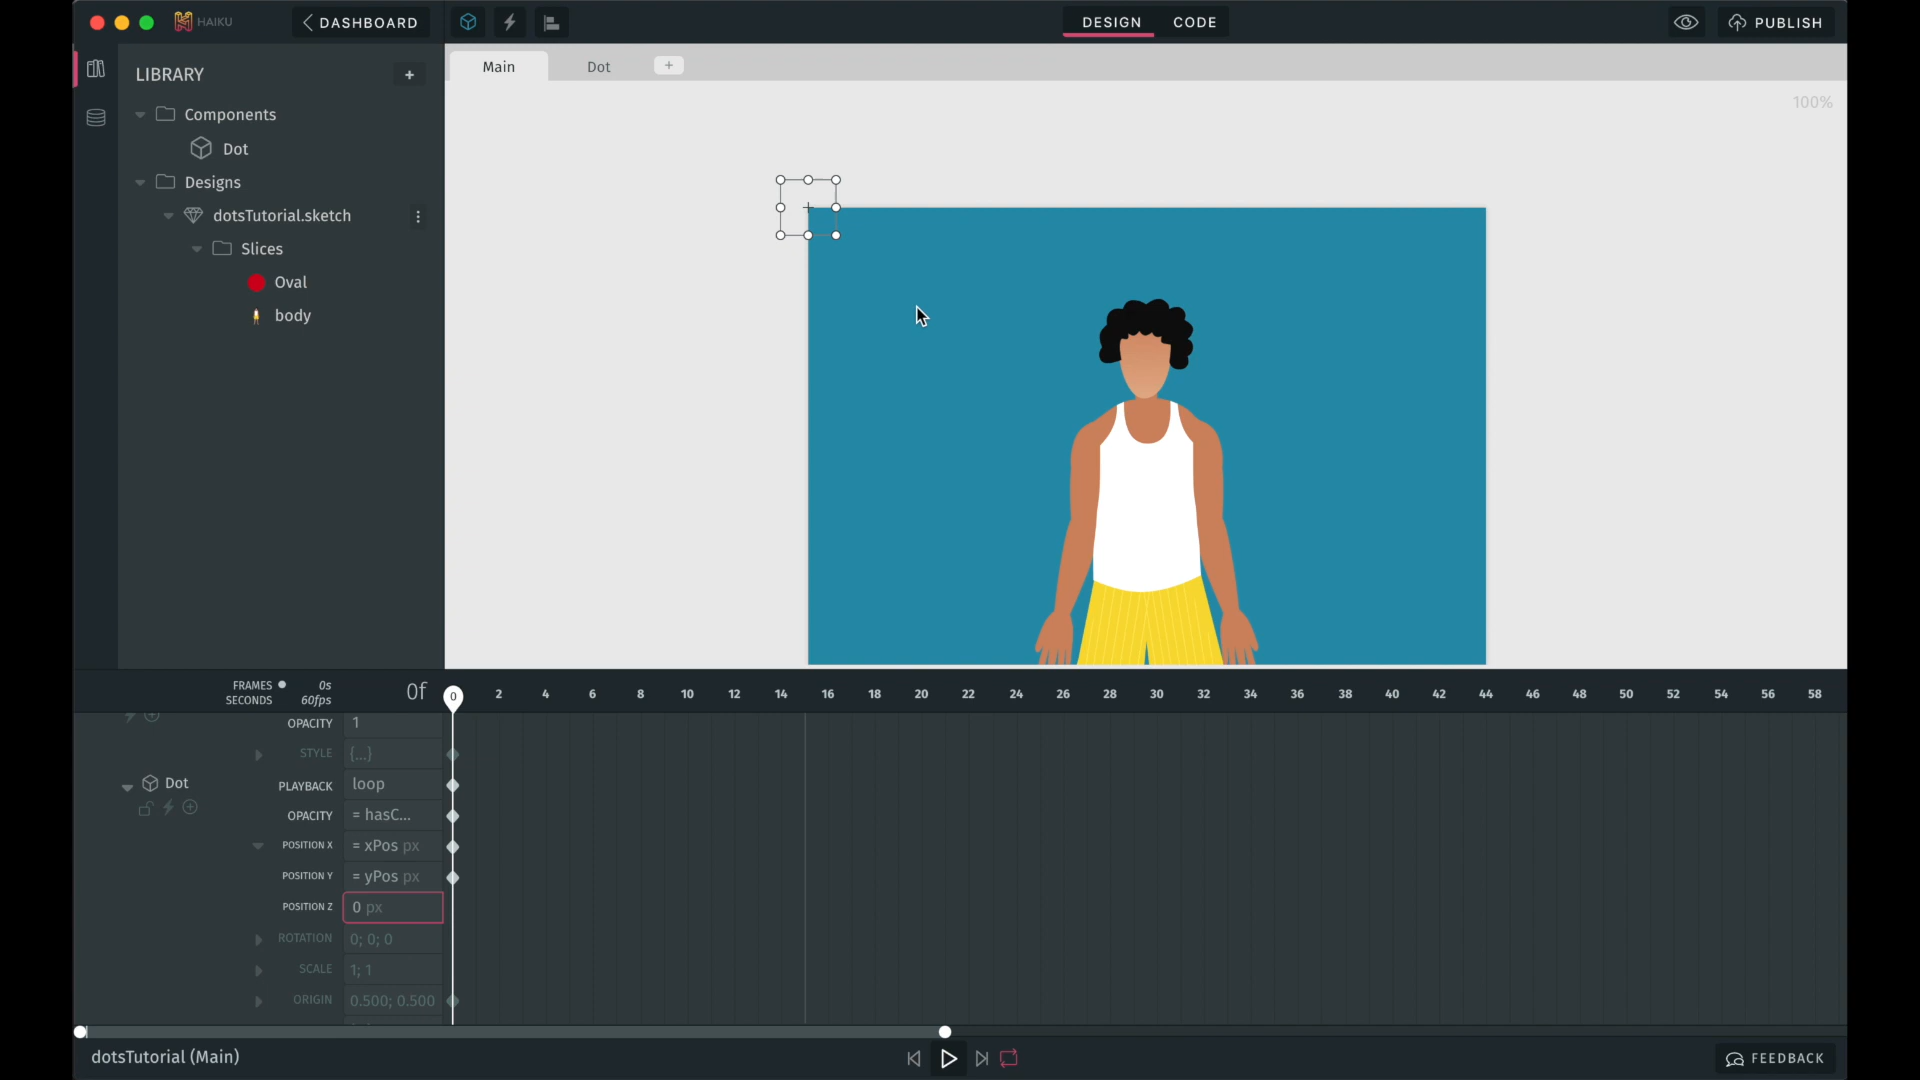 HAIKU
DASHBOARD
DESIGN
CODE
PUBLISH
LIBRARY
+
Main
Dot
+
100%
Components
Dot
Designs
dotsTutorial.sketch
Slices
Oval
body
FRAMES
SECONDS
0s
60fps
0f
0 2 4 6 8 10 12 14 16 18 20 22 24 26 28 30 32 34 36 38 40 42 44 46 48 50 52 54 56 58
OPACITY 1
STYLE {...}
Dot
PLAYBACK loop
OPACITY = hasC...
POSITION X = xPos px
POSITION Y = yPos px
POSITION Z 0 px
ROTATION 0; 0; 0
SCALE 1; 1
ORIGIN 0.500; 0.500
dotsTutorial (Main)
FEEDBACK